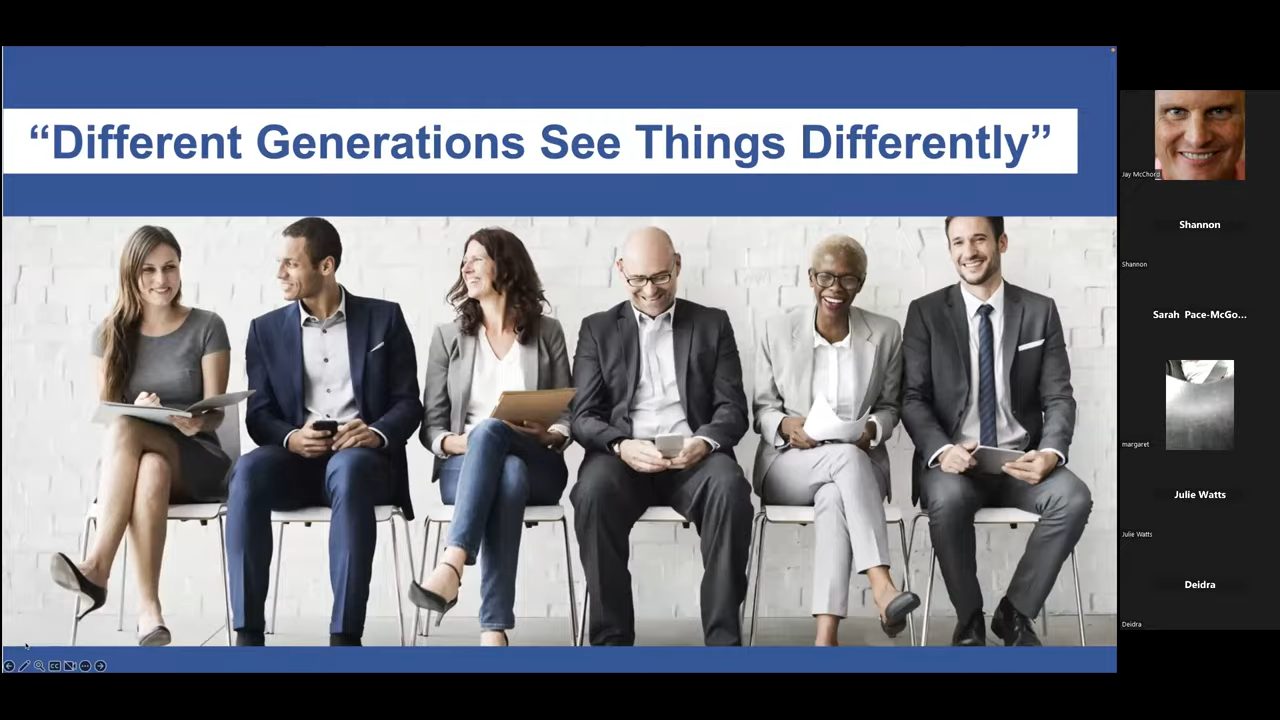 “Different Generations See Things Differently”
Jay McChord
Shannon
Shannon
Sarah Pace-McGo...
margaret
Julie Watts
Julie Watts
Deidra
Deidra
CC